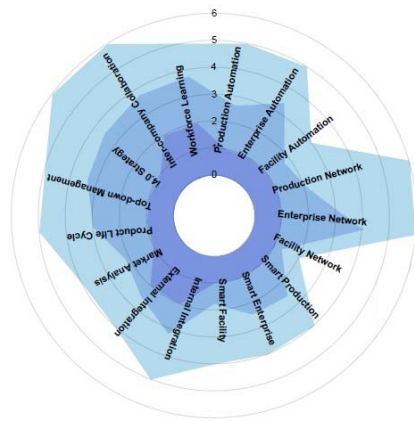 6
5
4
3
2
1
0
Production Automation
Enterprise Automation
Facility Automation
Production Network
Enterprise Network
Facility Network
Smart Production
Smart Enterprise
Smart Facility
Internal Integration
External Integration
Market Analysis
Product Life Cycle
Top-down Management
I4.0 Strategy
Inter-company Colaboration
Workforce Learning